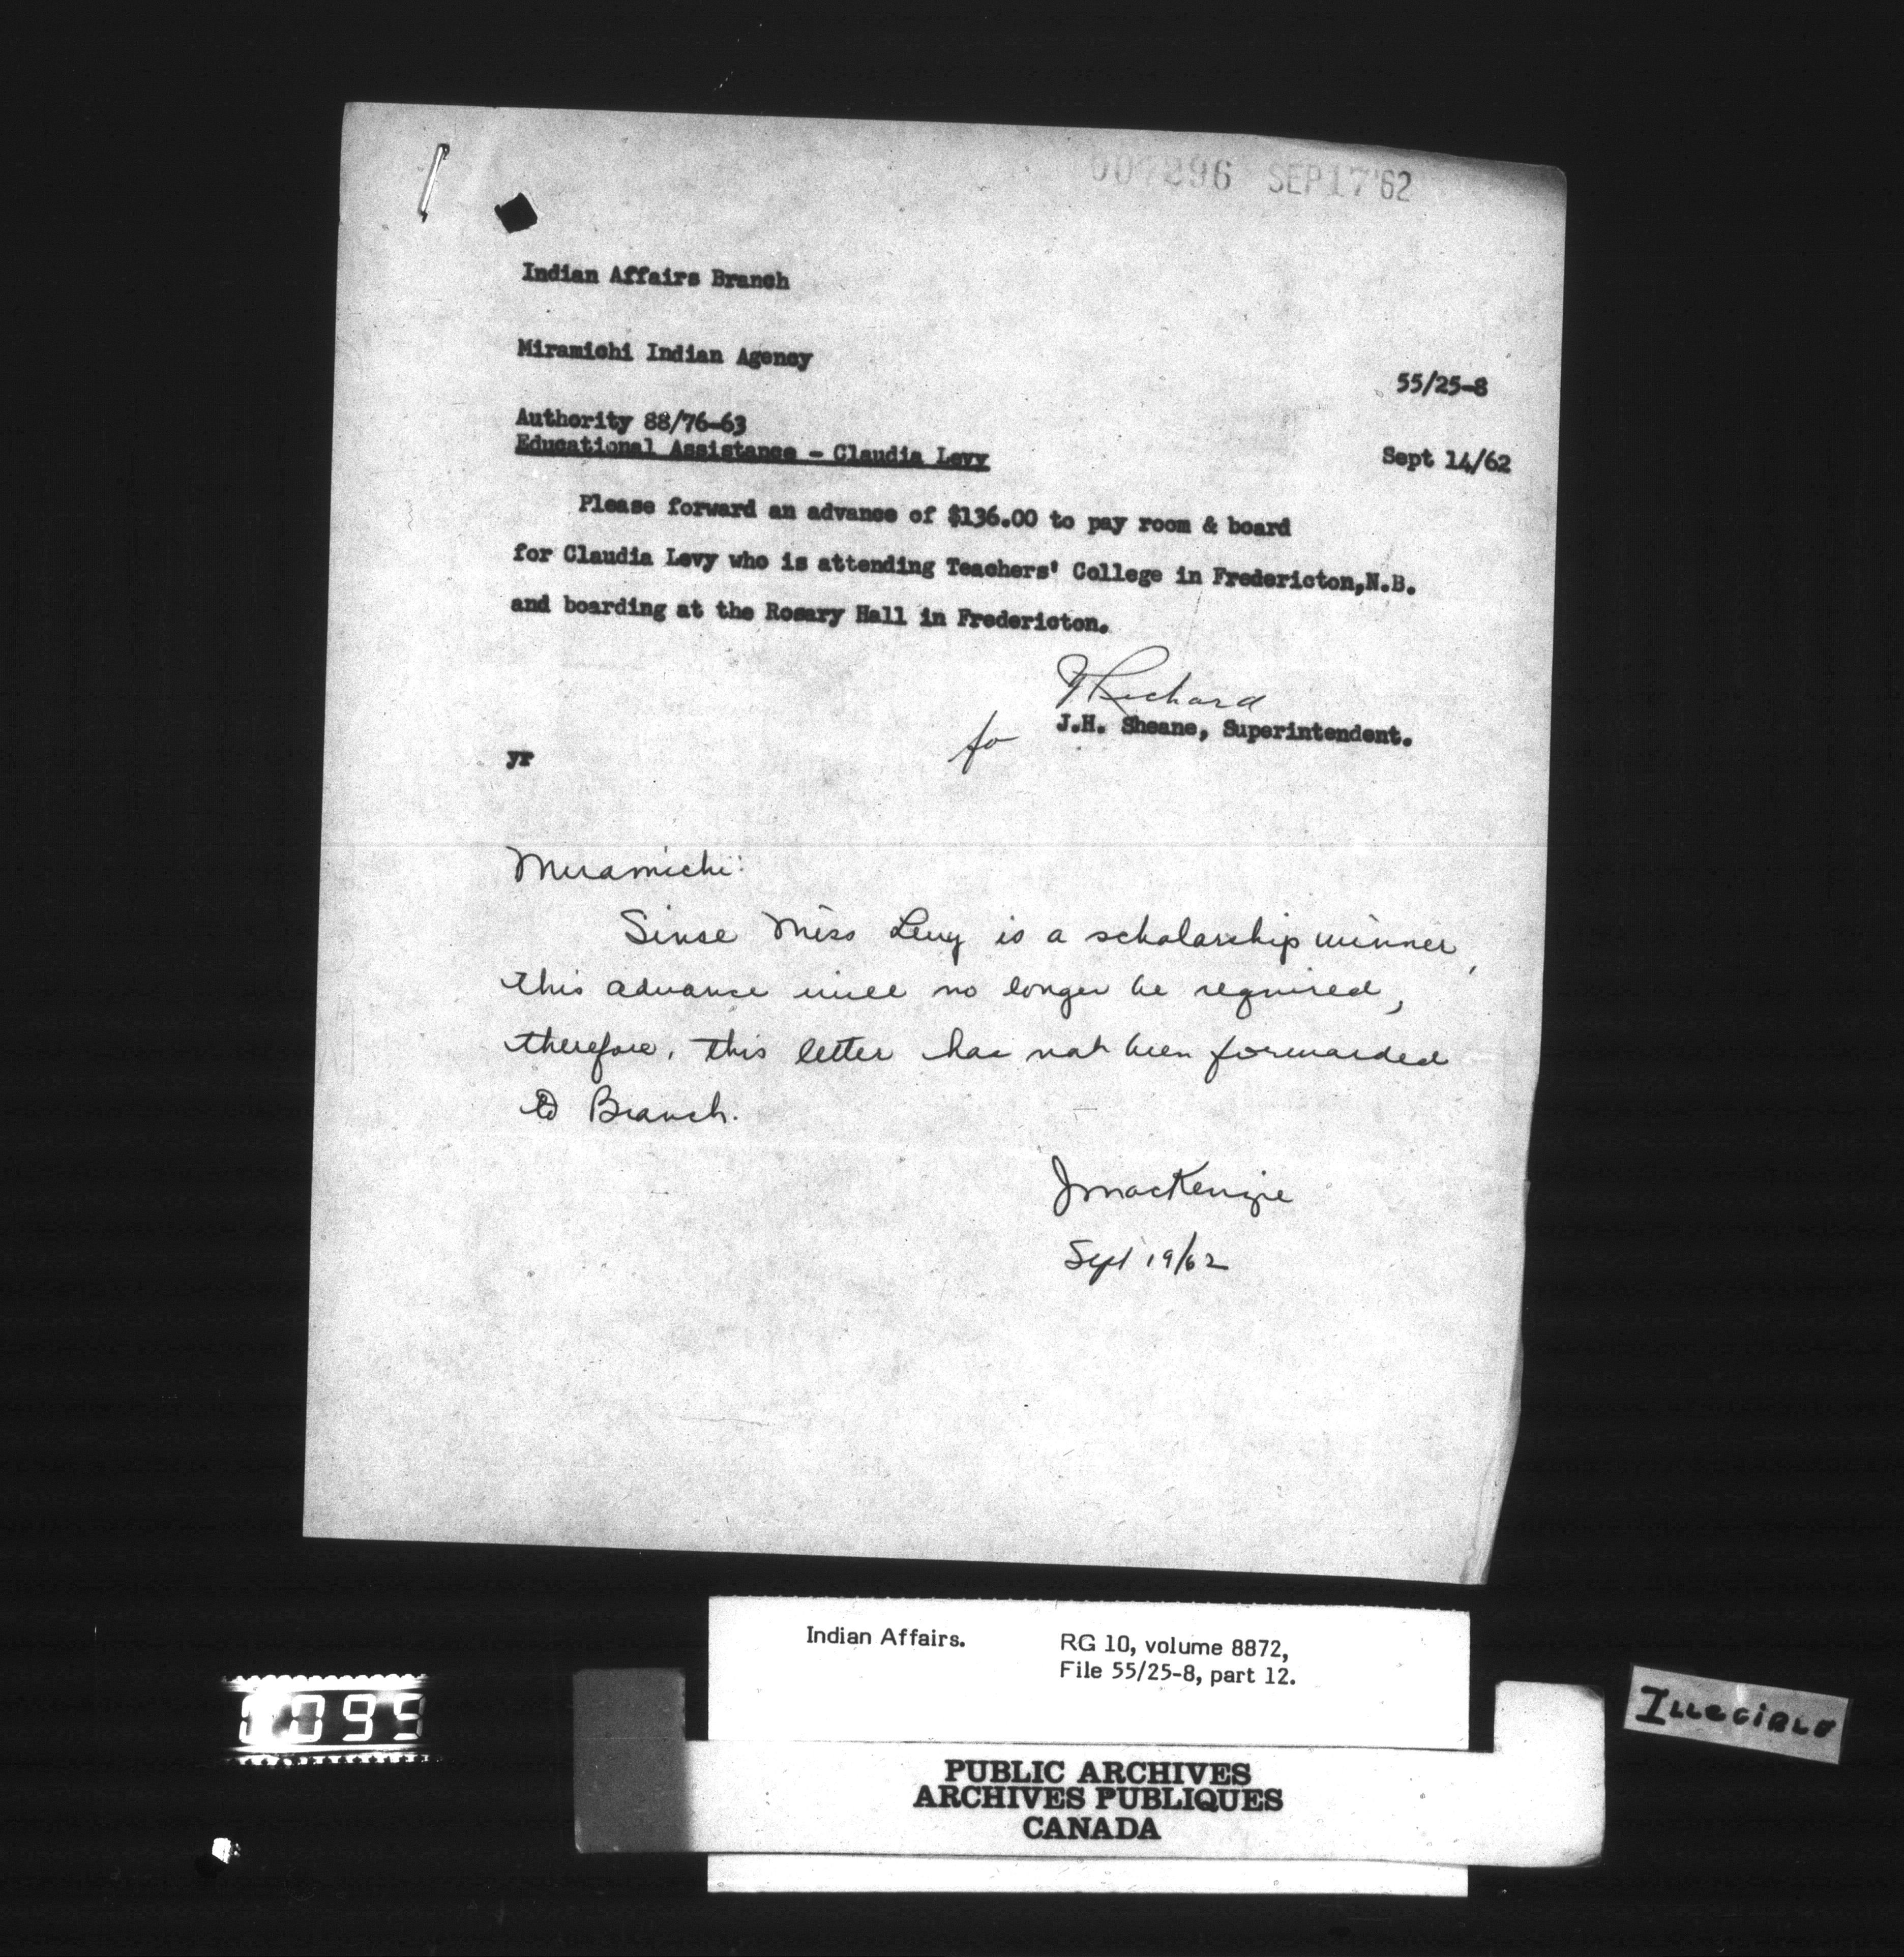 007296 SEP 17 '62
Indian Affairs Branch
Miramichi Indian Agency
55/25-8
Authority 88/76-63
Educational Assistance - Claudia Levy
Sept 14/62
Please forward an advance of $136.00 to pay room & board
for Claudia Levy who is attending Teachers' College in Fredericton,N.B.
and boarding at the Rosary Hall in Fredericton.
Richard
fo J.H. Sheane, Superintendent.
yr
Miramichi:
Since Miss Levy is a scholarship winner,
this advance will no longer be required,
therefore, this letter has not been forwarded
to Branch.
J MacKenzie
Sept 19/62
Indian Affairs.
RG 10, volume 8872,
File 55/25-8, part 12.
1099
ILLEGIBLE
PUBLIC ARCHIVES
ARCHIVES PUBLIQUES
CANADA